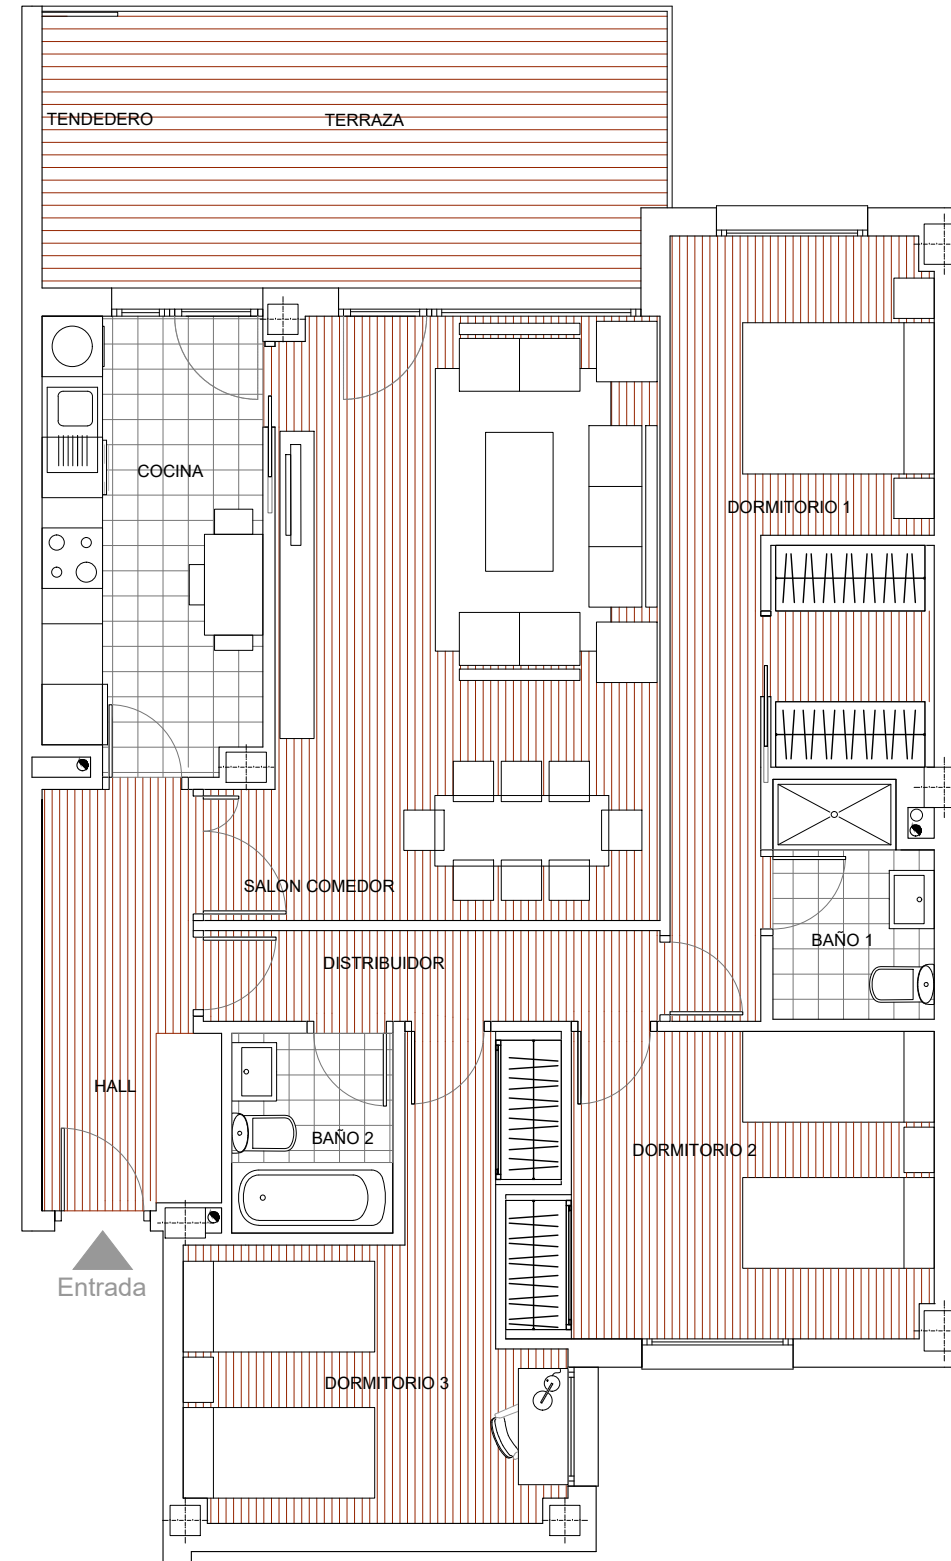 TENDEDERO
TERRAZA
COCINA
DORMITORIO 1
SALON COMEDOR
BAÑO 1
DISTRIBUIDOR
HALL
BAÑO 2
DORMITORIO 2
Entrada
DORMITORIO 3